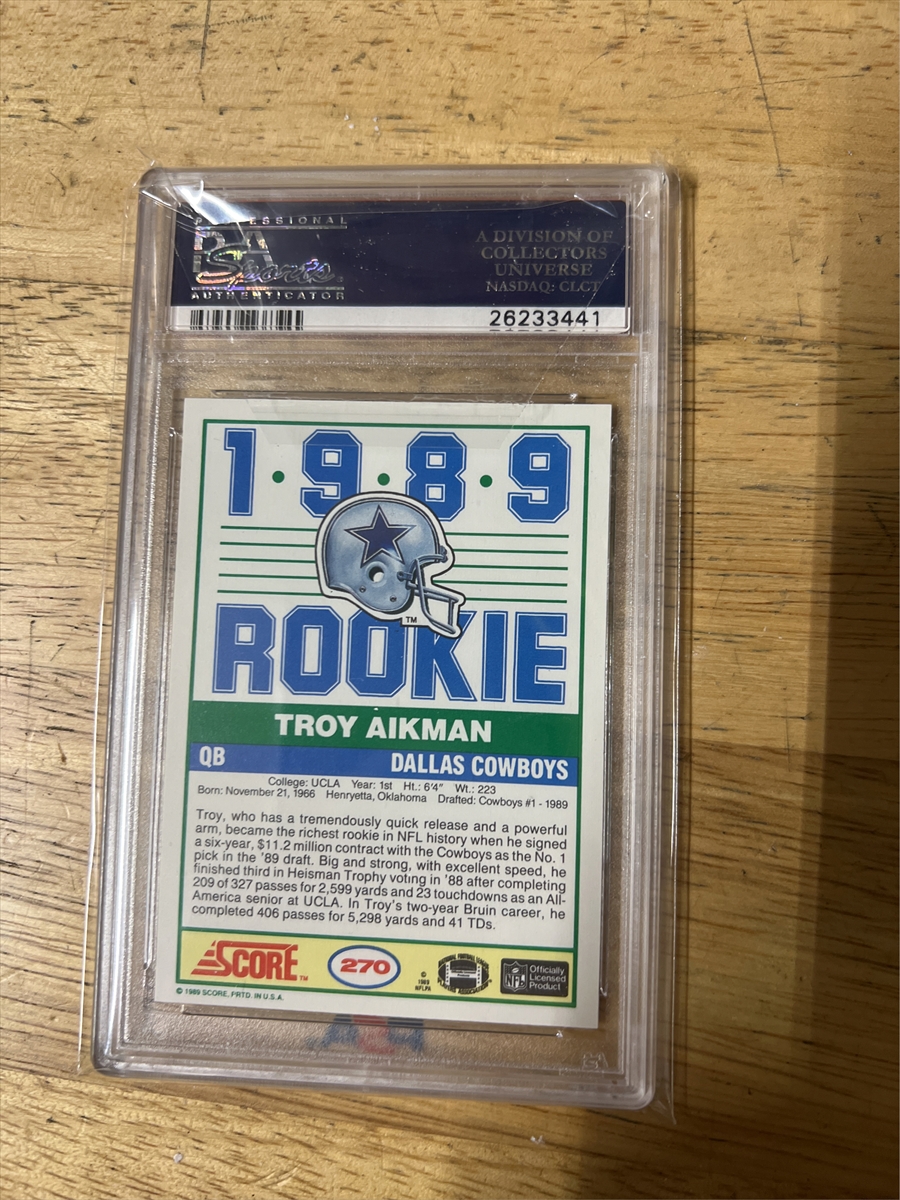 PROFESSIONAL
PSA
Sports
AUTHENTICATOR
A DIVISION OF
COLLECTORS
UNIVERSE
NASDAQ: CLCT
26233441
1·9·8·9
TM
ROOKIE
TROY AIKMAN
QB DALLAS COWBOYS
College: UCLA Year: 1st Ht.: 6'4" Wt.: 223
Born: November 21, 1966 Henryetta, Oklahoma Drafted: Cowboys #1 - 1989
Troy, who has a tremendously quick release and a powerful
arm, became the richest rookie in NFL history when he signed
a six-year, $11.2 million contract with the Cowboys as the No. 1
pick in the '89 draft. Big and strong, with excellent speed, he
finished third in Heisman Trophy voting in '88 after completing
209 of 327 passes for 2,599 yards and 23 touchdowns as an All-
America senior at UCLA. In Troy's two-year Bruin career, he
completed 406 passes for 5,298 yards and 41 TDs.
SCORE TM
270
© 1989 NFLPA
NFL
Officially
Licensed
Product
© 1989 SCORE, PRTD. IN U.S.A.
PSA